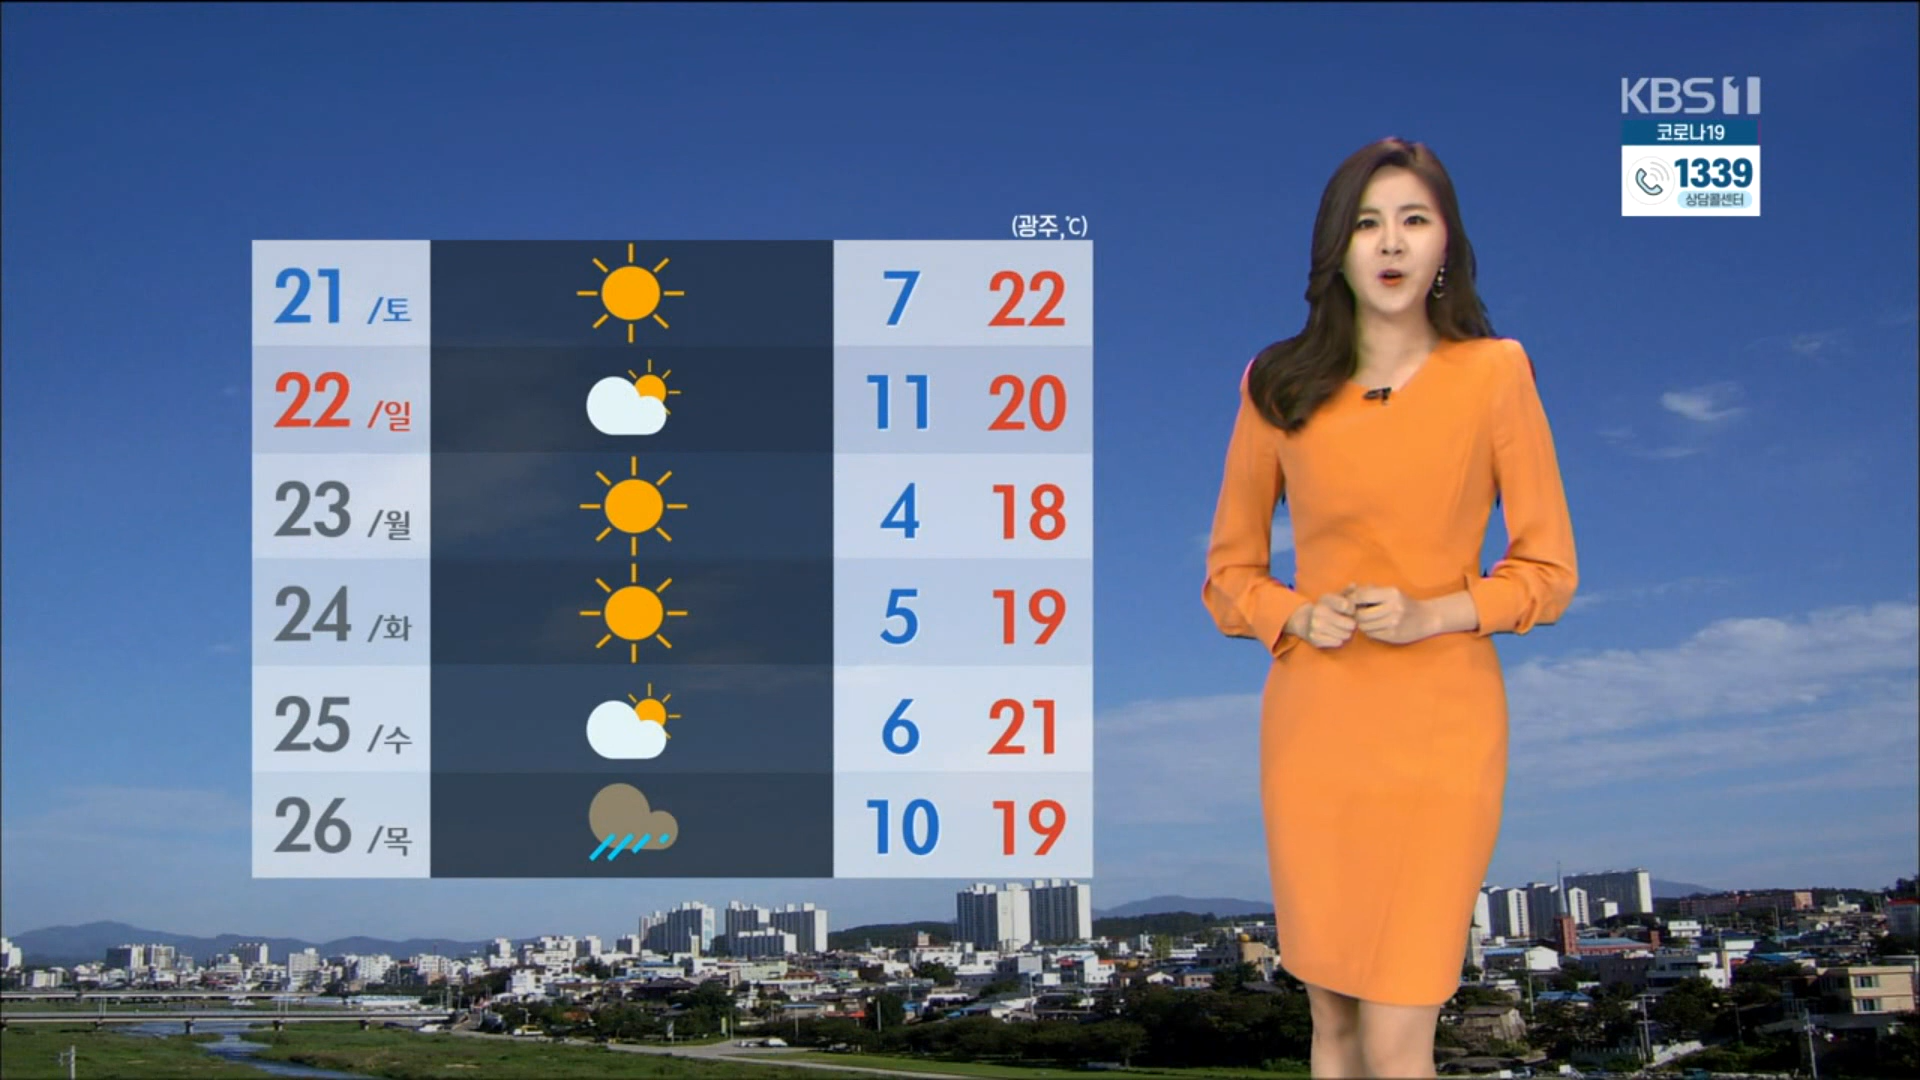 KBS 1
코로나19
1339
상담콜센터
(광주,℃)
21 /토 7 22
22 /일 11 20
23 /월 4 18
24 /화 5 19
25 /수 6 21
26 /목 10 19